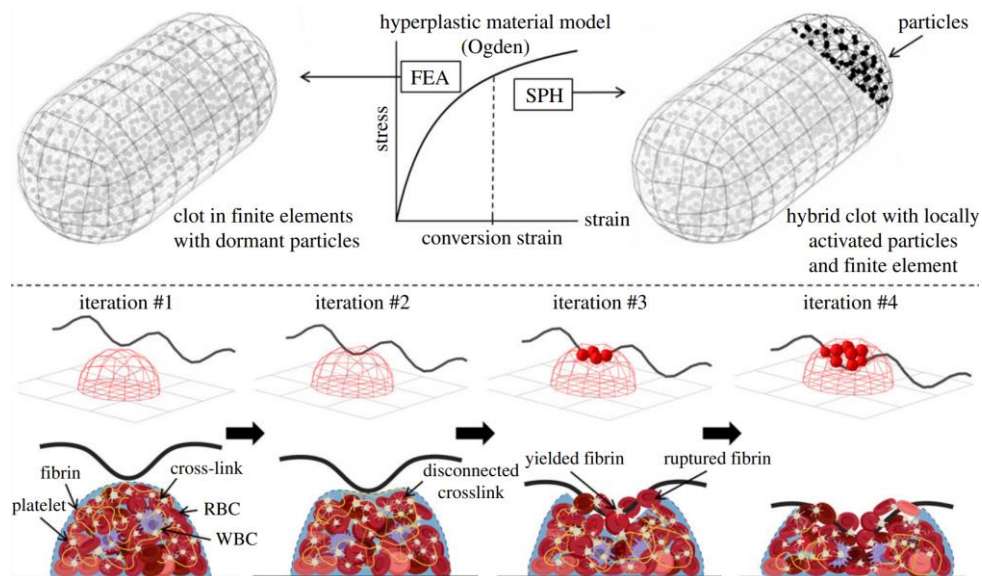 hyperplastic material model
(Ogden)
particles
FEA
SPH
stress
strain
conversion strain
clot in finite elements
with dormant particles
hybrid clot with locally
activated particles
and finite element
iteration #1
iteration #2
iteration #3
iteration #4
fibrin
cross-link
platelet
RBC
WBC
disconnected
crosslink
yielded fibrin
ruptured fibrin